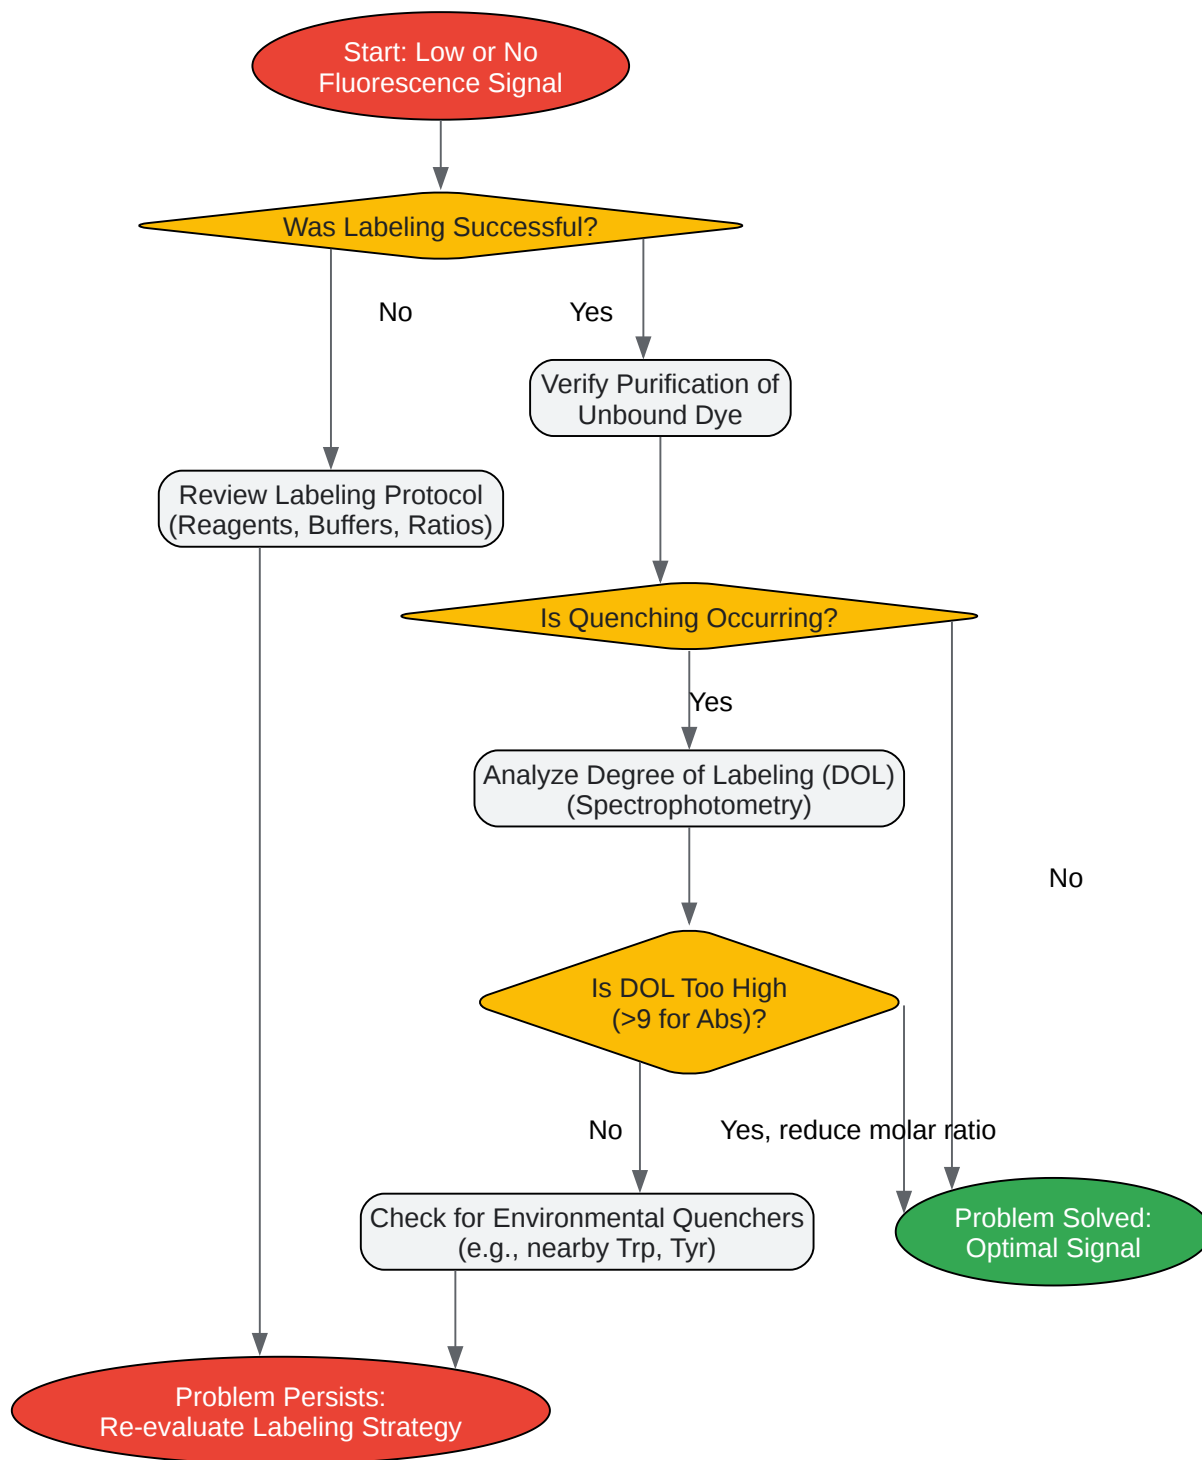 Start: Low or No
Fluorescence Signal
Was Labeling Successful?
No
Yes
Verify Purification of
Unbound Dye
Review Labeling Protocol
(Reagents, Buffers, Ratios)
Is Quenching Occurring?
Yes
Analyze Degree of Labeling (DOL)
(Spectrophotometry)
No
Is DOL Too High
(>9 for Abs)?
No
Yes, reduce molar ratio
Check for Environmental Quenchers
(e.g., nearby Trp, Tyr)
Problem Solved:
Optimal Signal
Problem Persists:
Re-evaluate Labeling Strategy